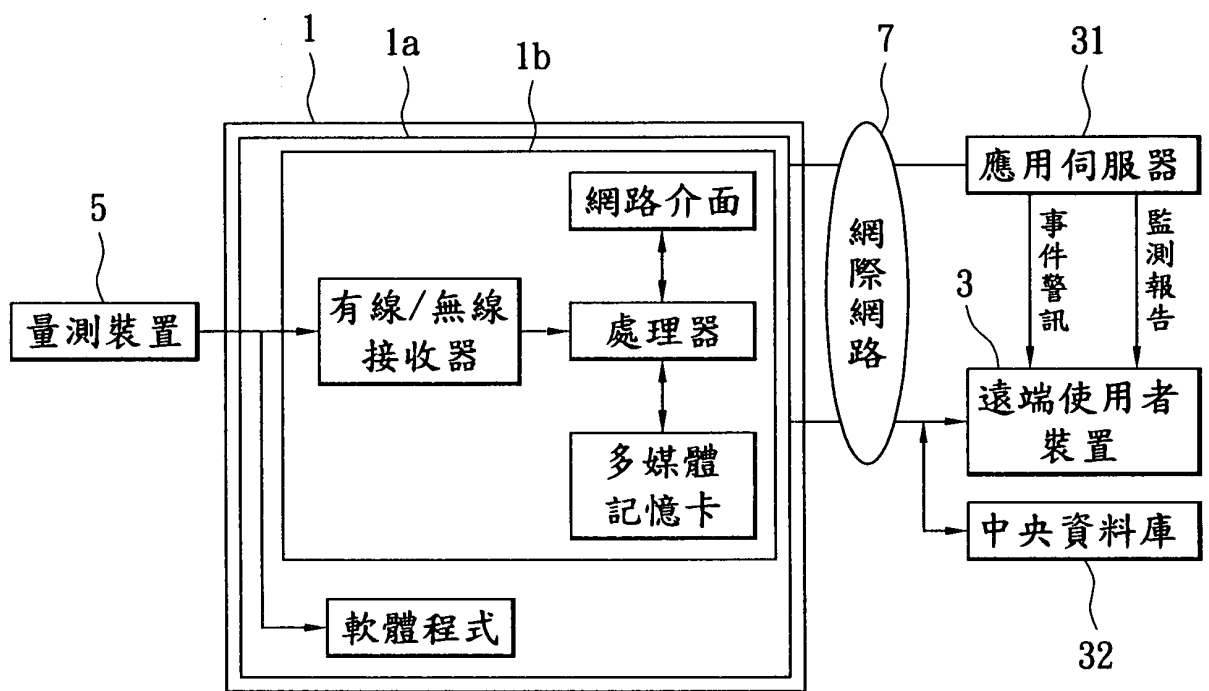 1
1a
1b
7
31
5
3
32
量測裝置
有線/無線
接收器
網路介面
處理器
多媒體
記憶卡
軟體程式
網際網路
應用伺服器
事件警訊
監測報告
遠端使用者
裝置
中央資料庫